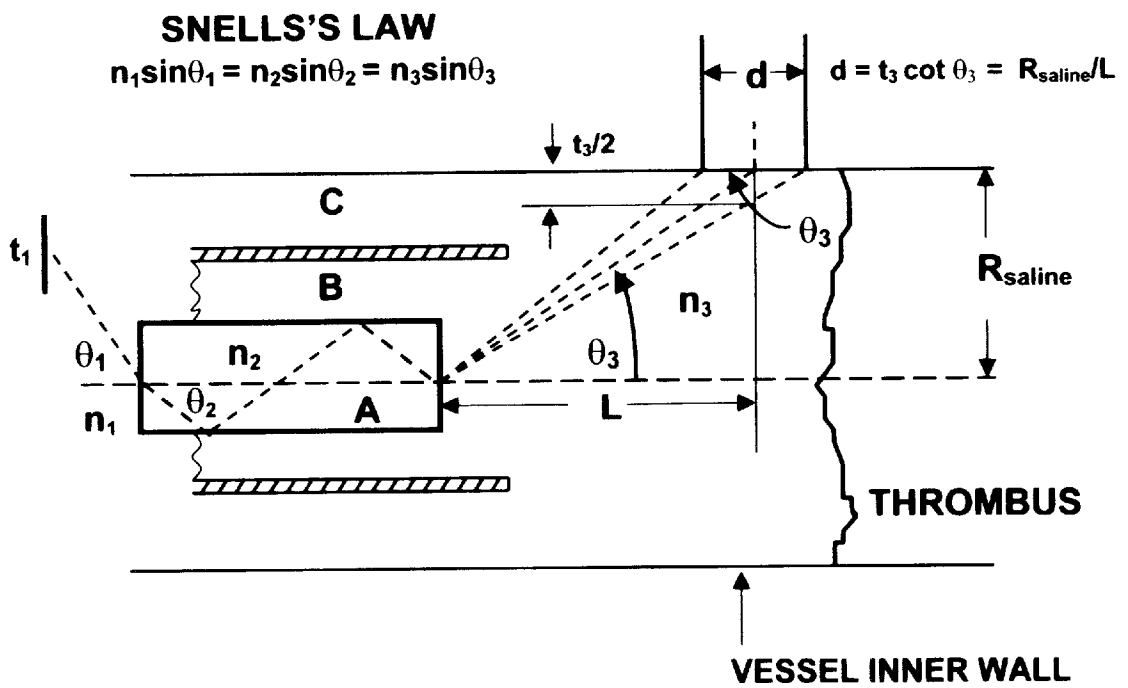 SNELLS'S LAW
n₁sinθ₁ = n₂sinθ₂ = n₃sinθ₃
d
d = t₃ cot θ₃ = R_saline/L
t₃/2
C
θ₃
t₁
B
R_saline
n₃
θ₁
n₂
θ₃
θ₂
A
L
n₁
THROMBUS
VESSEL INNER WALL